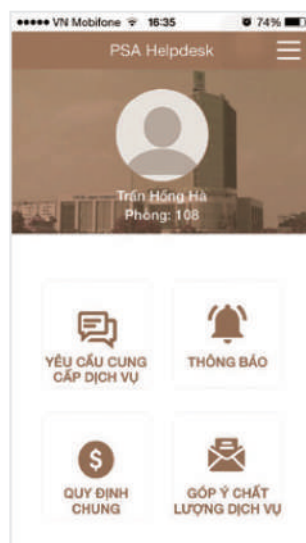 VN Mobifone 16:35 74%
PSA Helpdesk
Trần Hồng Hà
Phòng: 108
YÊU CẦU CUNG
CẤP DỊCH VỤ
THÔNG BÁO
$
QUY ĐỊNH
CHUNG
GÓP Ý CHẤT
LƯỢNG DỊCH VỤ